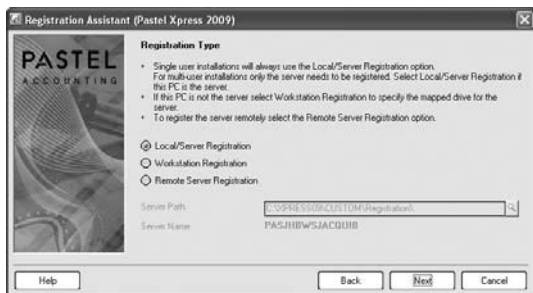 Registration Assistant (Pastel Xpress 2009)
PASTEL
ACCOUNTING
Registration Type
Single user installations will always use the Local/Server Registration option.
For multi-user installations only the server needs to be registered. Select Local/Server Registration if
this PC is the server.
If this PC is not the server select Workstation Registration to specify the mapped drive for the
server.
To register the server remotely select the Remote Server Registration option.
Local/Server Registration
Workstation Registration
Remote Server Registration
Server Path
Server Name
Help
Back
Next
Cancel